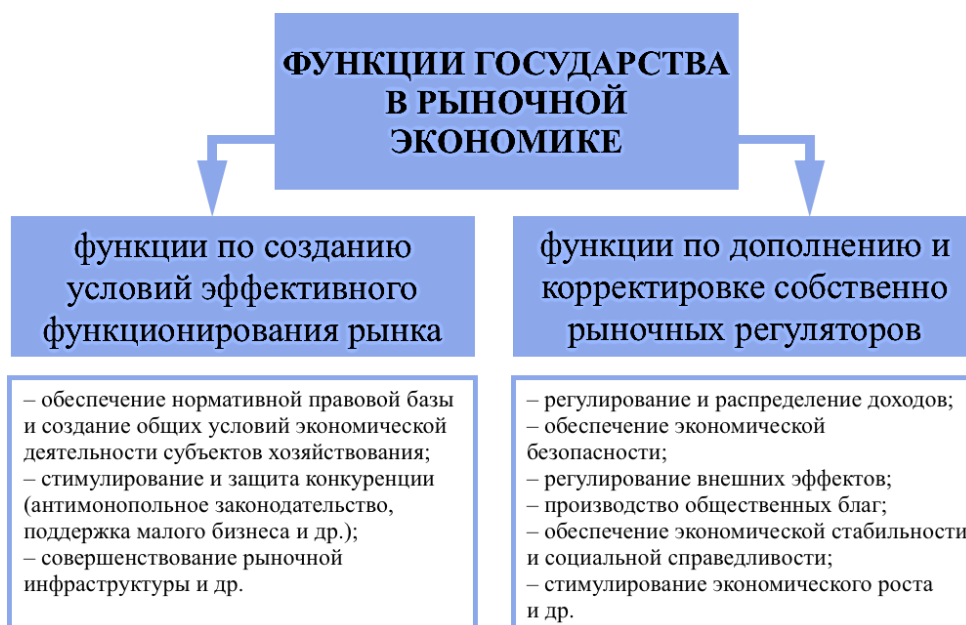 ФУНКЦИИ ГОСУДАРСТВА
В РЫНОЧНОЙ
ЭКОНОМИКЕ
функции по созданию
условий эффективного
функционирования рынка
– обеспечение нормативной правовой базы
и создание общих условий экономической
деятельности субъектов хозяйствования;
– стимулирование и защита конкуренции
(антимонопольное законодательство,
поддержка малого бизнеса и др.);
– совершенствование рыночной
инфраструктуры и др.
функции по дополнению и
корректировке собственно
рыночных регуляторов
– регулирование и распределение доходов;
– обеспечение экономической
безопасности;
– регулирование внешних эффектов;
– производство общественных благ;
– обеспечение экономической стабильности
и социальной справедливости;
– стимулирование экономического роста
и др.